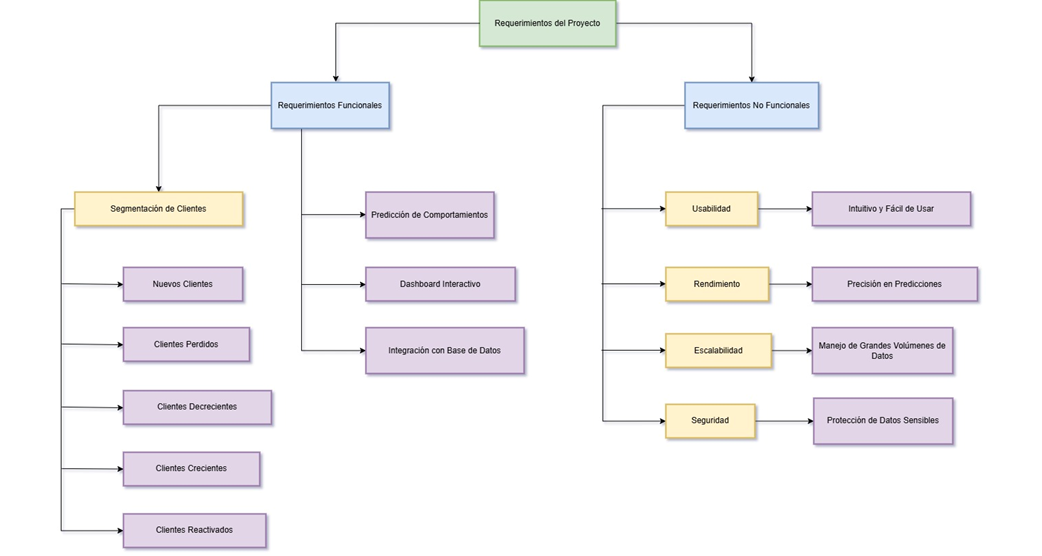 Requerimientos del Proyecto
Requerimientos Funcionales
Requerimientos No Funcionales
Segmentación de Clientes
Nuevos Clientes
Clientes Perdidos
Clientes Decrecientes
Clientes Crecientes
Clientes Reactivados
Predicción de Comportamientos
Dashboard Interactivo
Integración con Base de Datos
Usabilidad
Intuitivo y Fácil de Usar
Rendimiento
Precisión en Predicciones
Escalabilidad
Manejo de Grandes Volúmenes de
Datos
Seguridad
Protección de Datos Sensibles